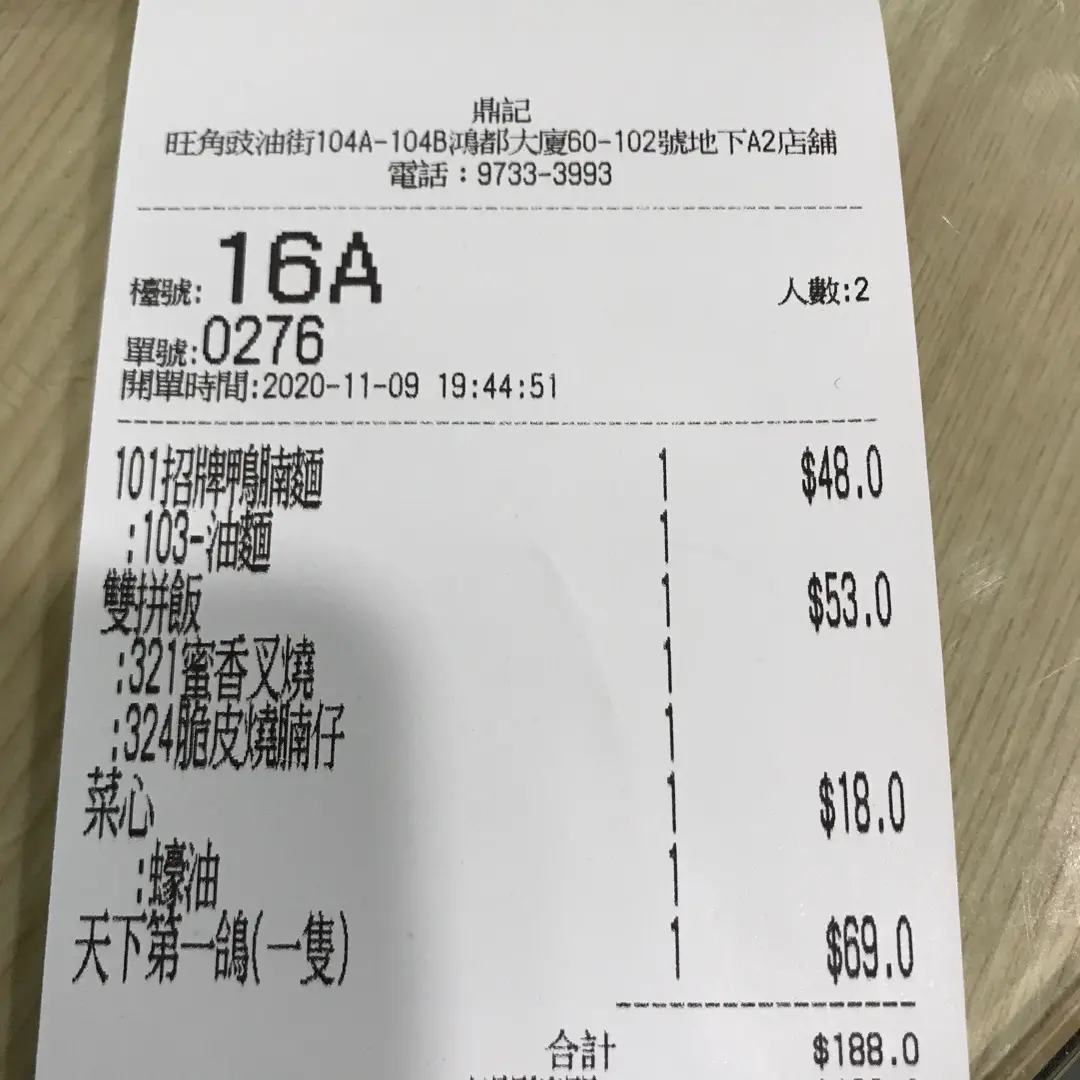 鼎記
旺角豉油街104A-104B鴻都大廈60-102號地下A2店舖
電話：9733-3993
檯號:16A 人數:2
單號:0276
開單時間:2020-11-09 19:44:51
101招牌鴨腩麵 1 $48.0
:103-油麵 1
雙拼飯 1 $53.0
:321蜜香叉燒 1
:324脆皮燒腩仔 1
菜心 1 $18.0
:蠔油 1
天下第一鴿(一隻) 1 $69.0
合計 $188.0